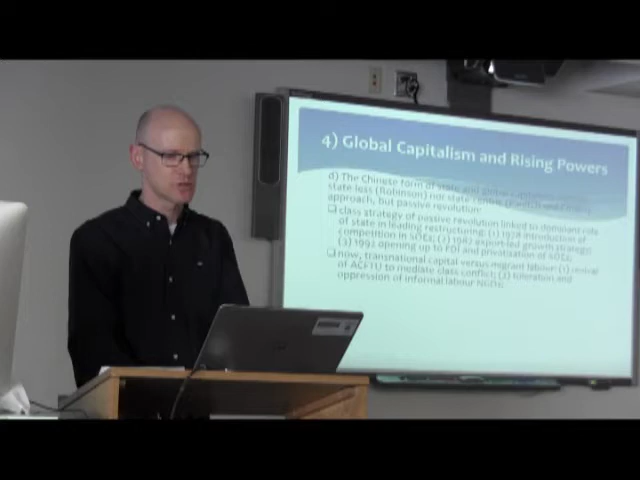 4) Global Capitalism and Rising Powers
d) The Chinese form of state and global capitalism:
state-less (Robinson) nor state centric
approach, but passive revolution:
class strategy of passive revolution linked to dominant role
of state in leading restructuring: (1) 1978 introduction of
competition in SOEs; (2) 1987 export-led growth strategy;
(3) 1992 opening up to FDI and privatisation of SOEs;
now, transnational capital versus migrant labour: (1) revival
of ACFTU to mediate class conflict; (2) toleration and
oppression of informal labour NGOs;